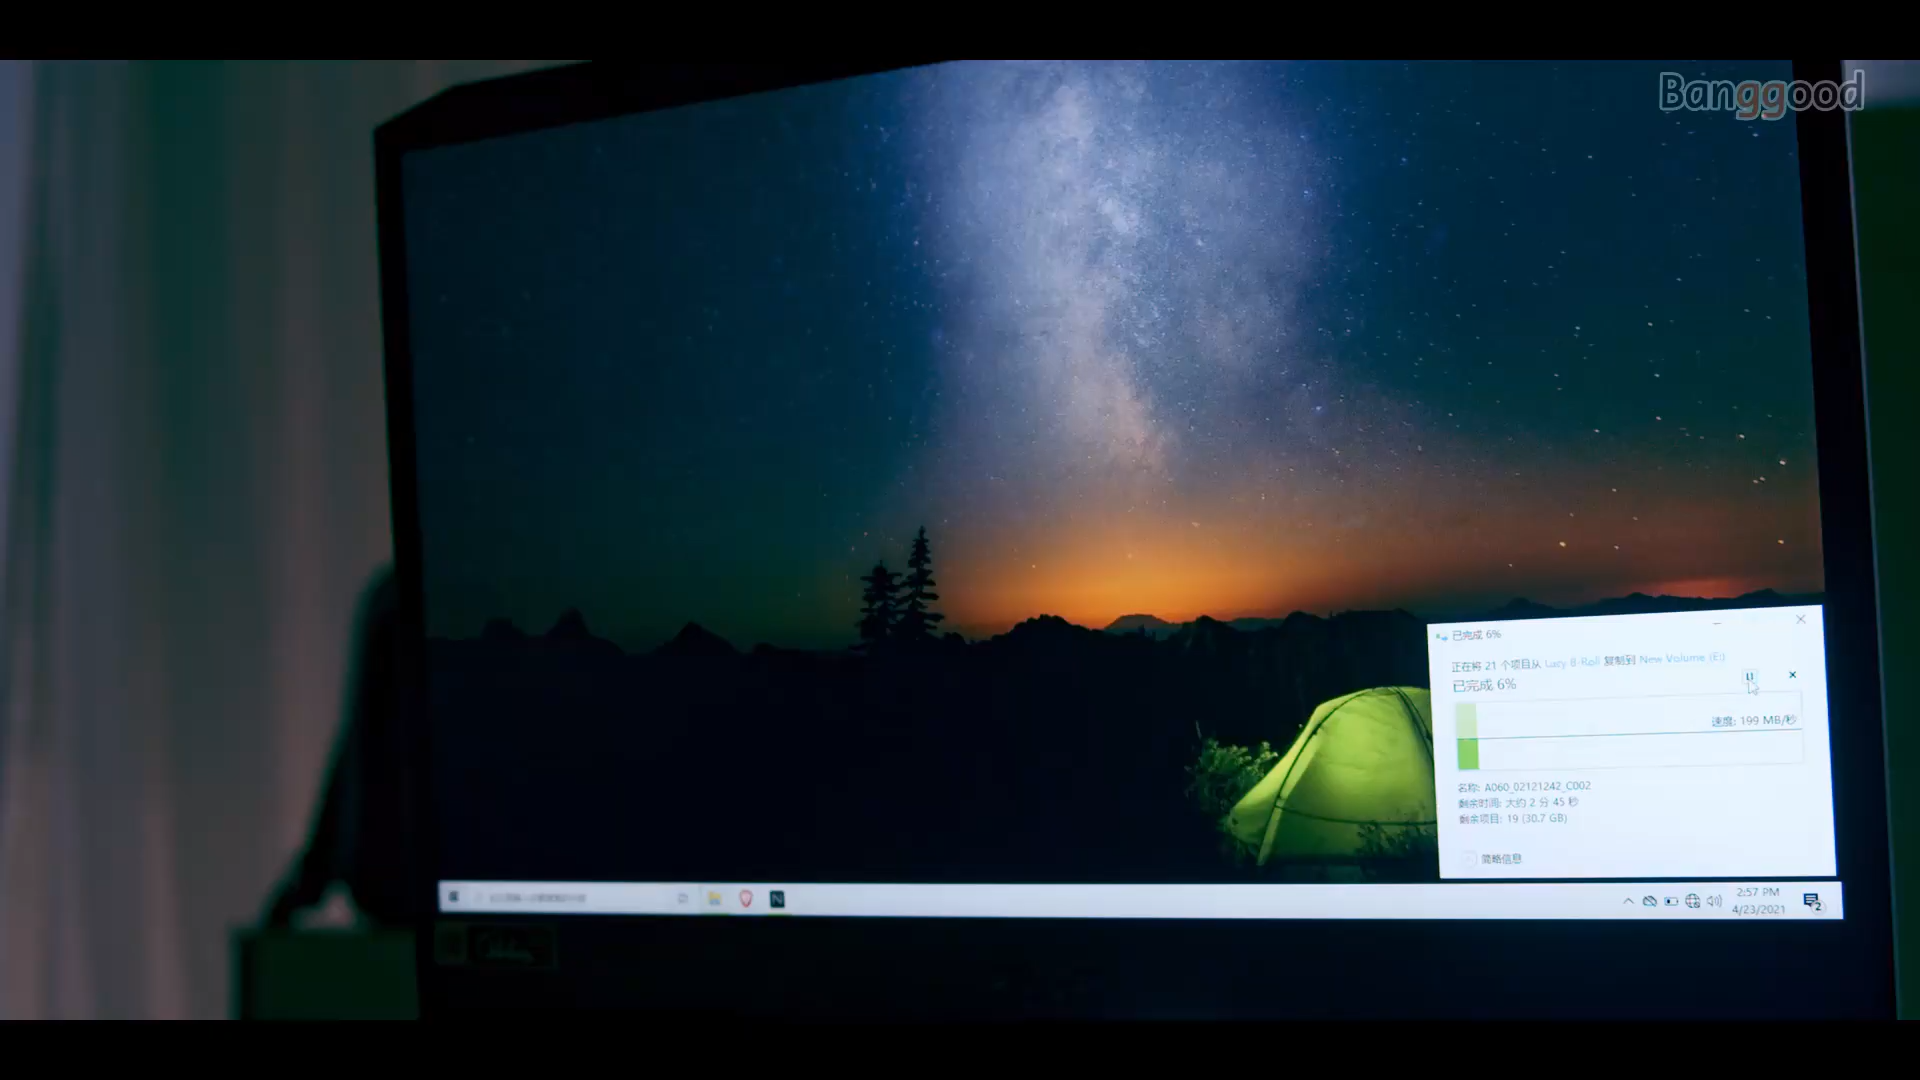 Banggood
已完成 6%
正在将 21 个项目从 Lazy B-Roll 复制到 New Volume (E:)
已完成 6%
速度: 199 MB/秒
名称: A060_02121242_C002
剩余时间: 大约 2 分 45 秒
剩余项目: 19 (30.7 GB)
简略信息
2:57 PM
4/23/2021
2